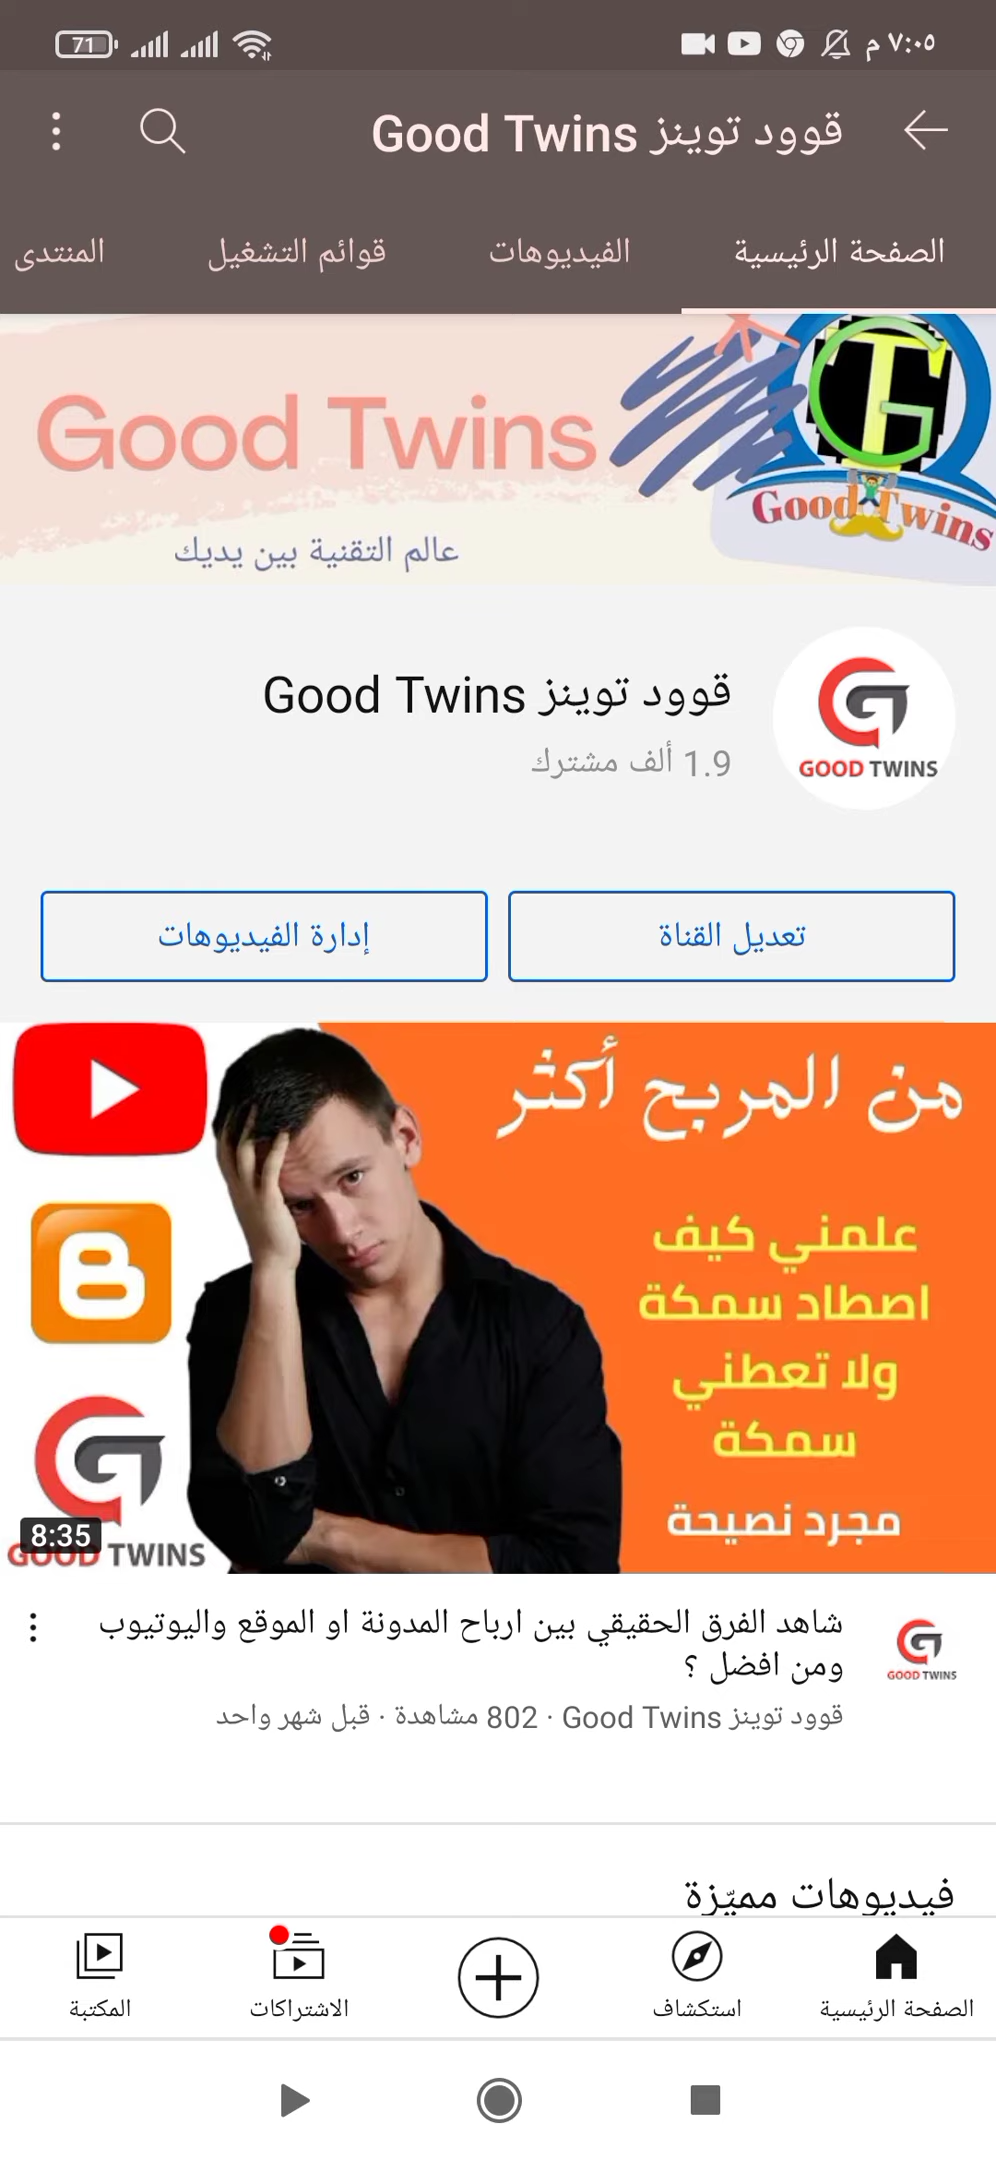 ٧:٠٥ م
71
قوود توينز Good Twins
الصفحة الرئيسية
الفيديوهات
قوائم التشغيل
المنتدى
Good Twins
عالم التقنية بين يديك
Good Twins
قوود توينز Good Twins
1.9 ألف مشترك
GOOD TWINS
تعديل القناة
إدارة الفيديوهات
من المربح أكثر
علمني كيف
اصطاد سمكة
ولا تعطني
سمكة
مجرد نصيحة
8:35
GOOD TWINS
شاهد الفرق الحقيقي بين ارباح المدونة او الموقع واليوتيوب
ومن افضل ؟
قوود توينز Good Twins · 802 مشاهدة · قبل شهر واحد
GOOD TWINS
فيديوهات مميّزة
الصفحة الرئيسية
استكشاف
الاشتراكات
المكتبة